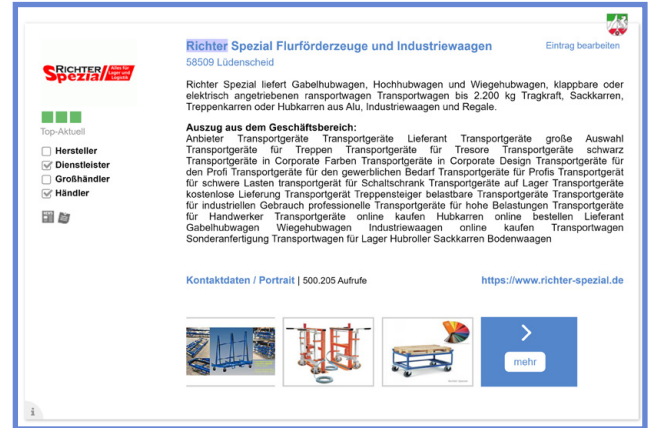 Richter Spezial Flurförderzeuge und Industriewaagen
Eintrag bearbeiten
58509 Lüdenscheid
RICHTER
Spezial
Alles für
Lager und
Logistik
Richter Spezial liefert Gabelhubwagen, Hochhubwagen und Wiegehubwagen, klappbare oder
elektrisch angetriebenen ransportwagen Transportwagen bis 2.200 kg Tragkraft, Sackkarren,
Treppenkarren oder Hubkarren aus Alu, Industriewaagen und Regale.
Top-Aktuell
Hersteller
Dienstleister
Großhändler
Händler
Auszug aus dem Geschäftsbereich:
Anbieter Transportgeräte Transportgeräte Lieferant Transportgeräte große Auswahl
Transportgeräte für Treppen Transportgeräte für Tresore Transportgeräte schwarz
Transportgeräte in Corporate Farben Transportgeräte in Corporate Design Transportgeräte für
den Profi Transportgeräte für den gewerblichen Bedarf Transportgeräte für Profis Transportgerät
für schwere Lasten transportgerät für Schaltschrank Transportgeräte auf Lager Transportgeräte
kostenlose Lieferung Transportgerät Treppensteiger belastbare Transportgeräte Transportgeräte
für industriellen Gebrauch professionelle Transportgeräte für hohe Belastungen Transportgeräte
für Handwerker Transportgeräte online kaufen Hubkarren online bestellen Lieferant
Gabelhubwagen Wiegehubwagen Industriewaagen online kaufen Transportwagen
Sonderanfertigung Transportwagen für Lager Hubroller Sackkarren Bodenwaagen
Kontaktdaten / Portrait | 500.205 Aufrufe
https://www.richter-spezial.de
mehr